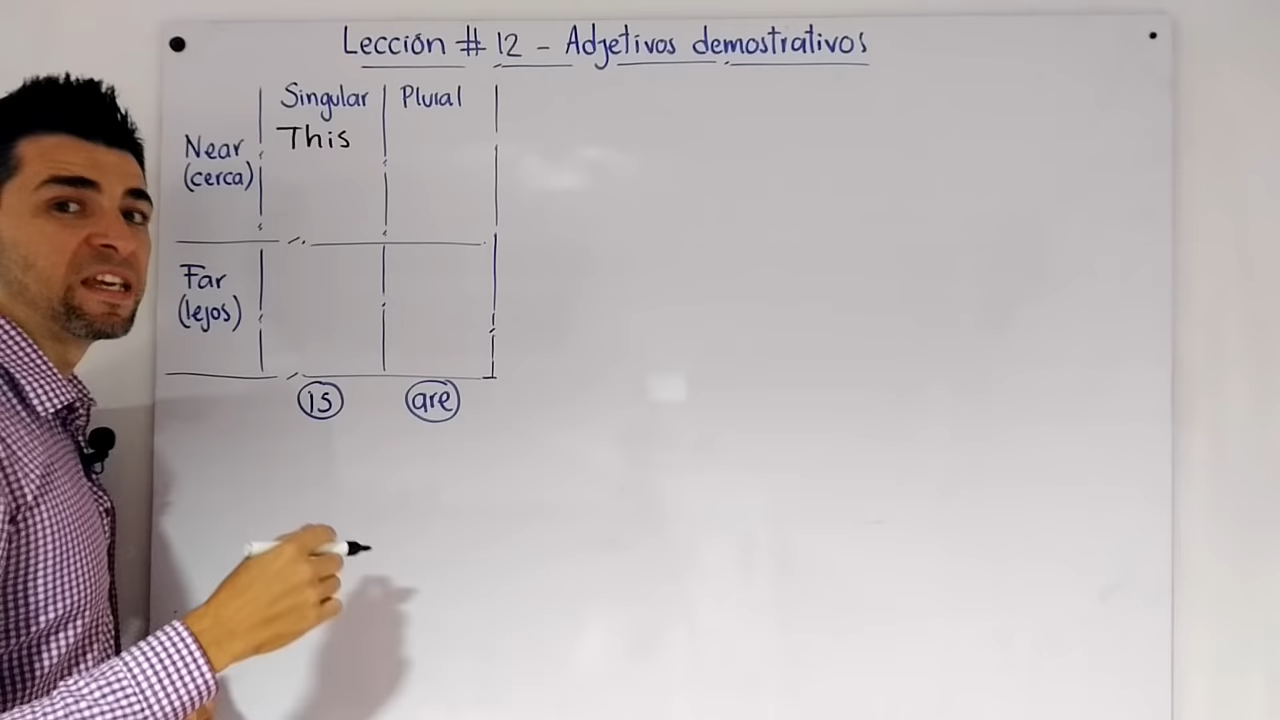 Lección # 12 - Adjetivos demostrativos
Singular Plural
This
Near
(cerca)
Far
(lejos)
is are